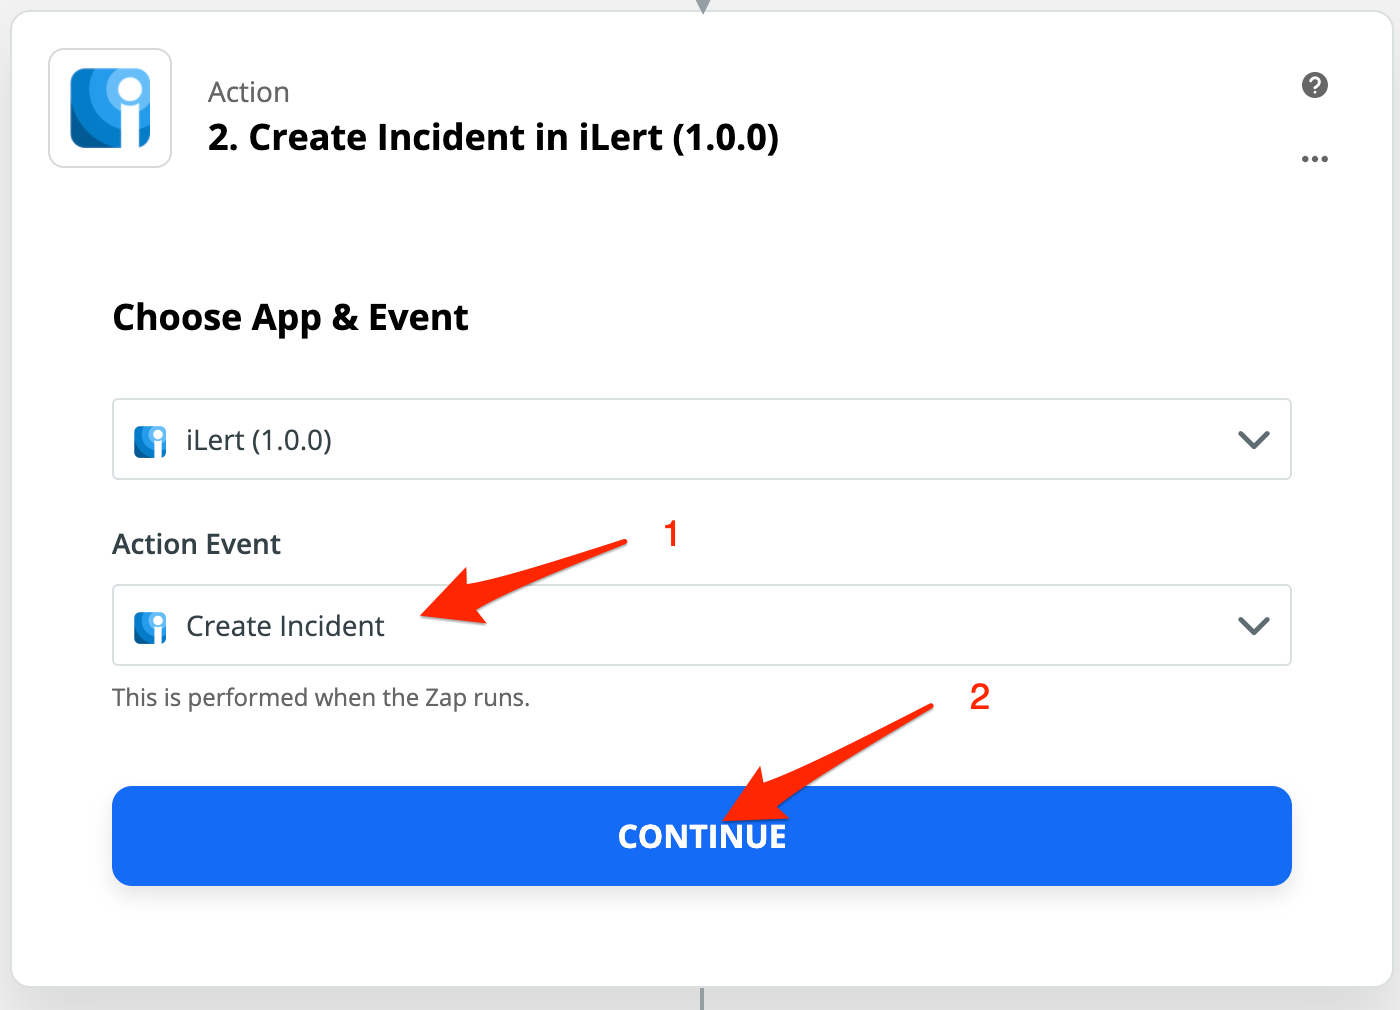 Action
2. Create Incident in iLert (1.0.0)
Choose App & Event
iLert (1.0.0)
Action Event
1
Create Incident
This is performed when the Zap runs.
2
CONTINUE